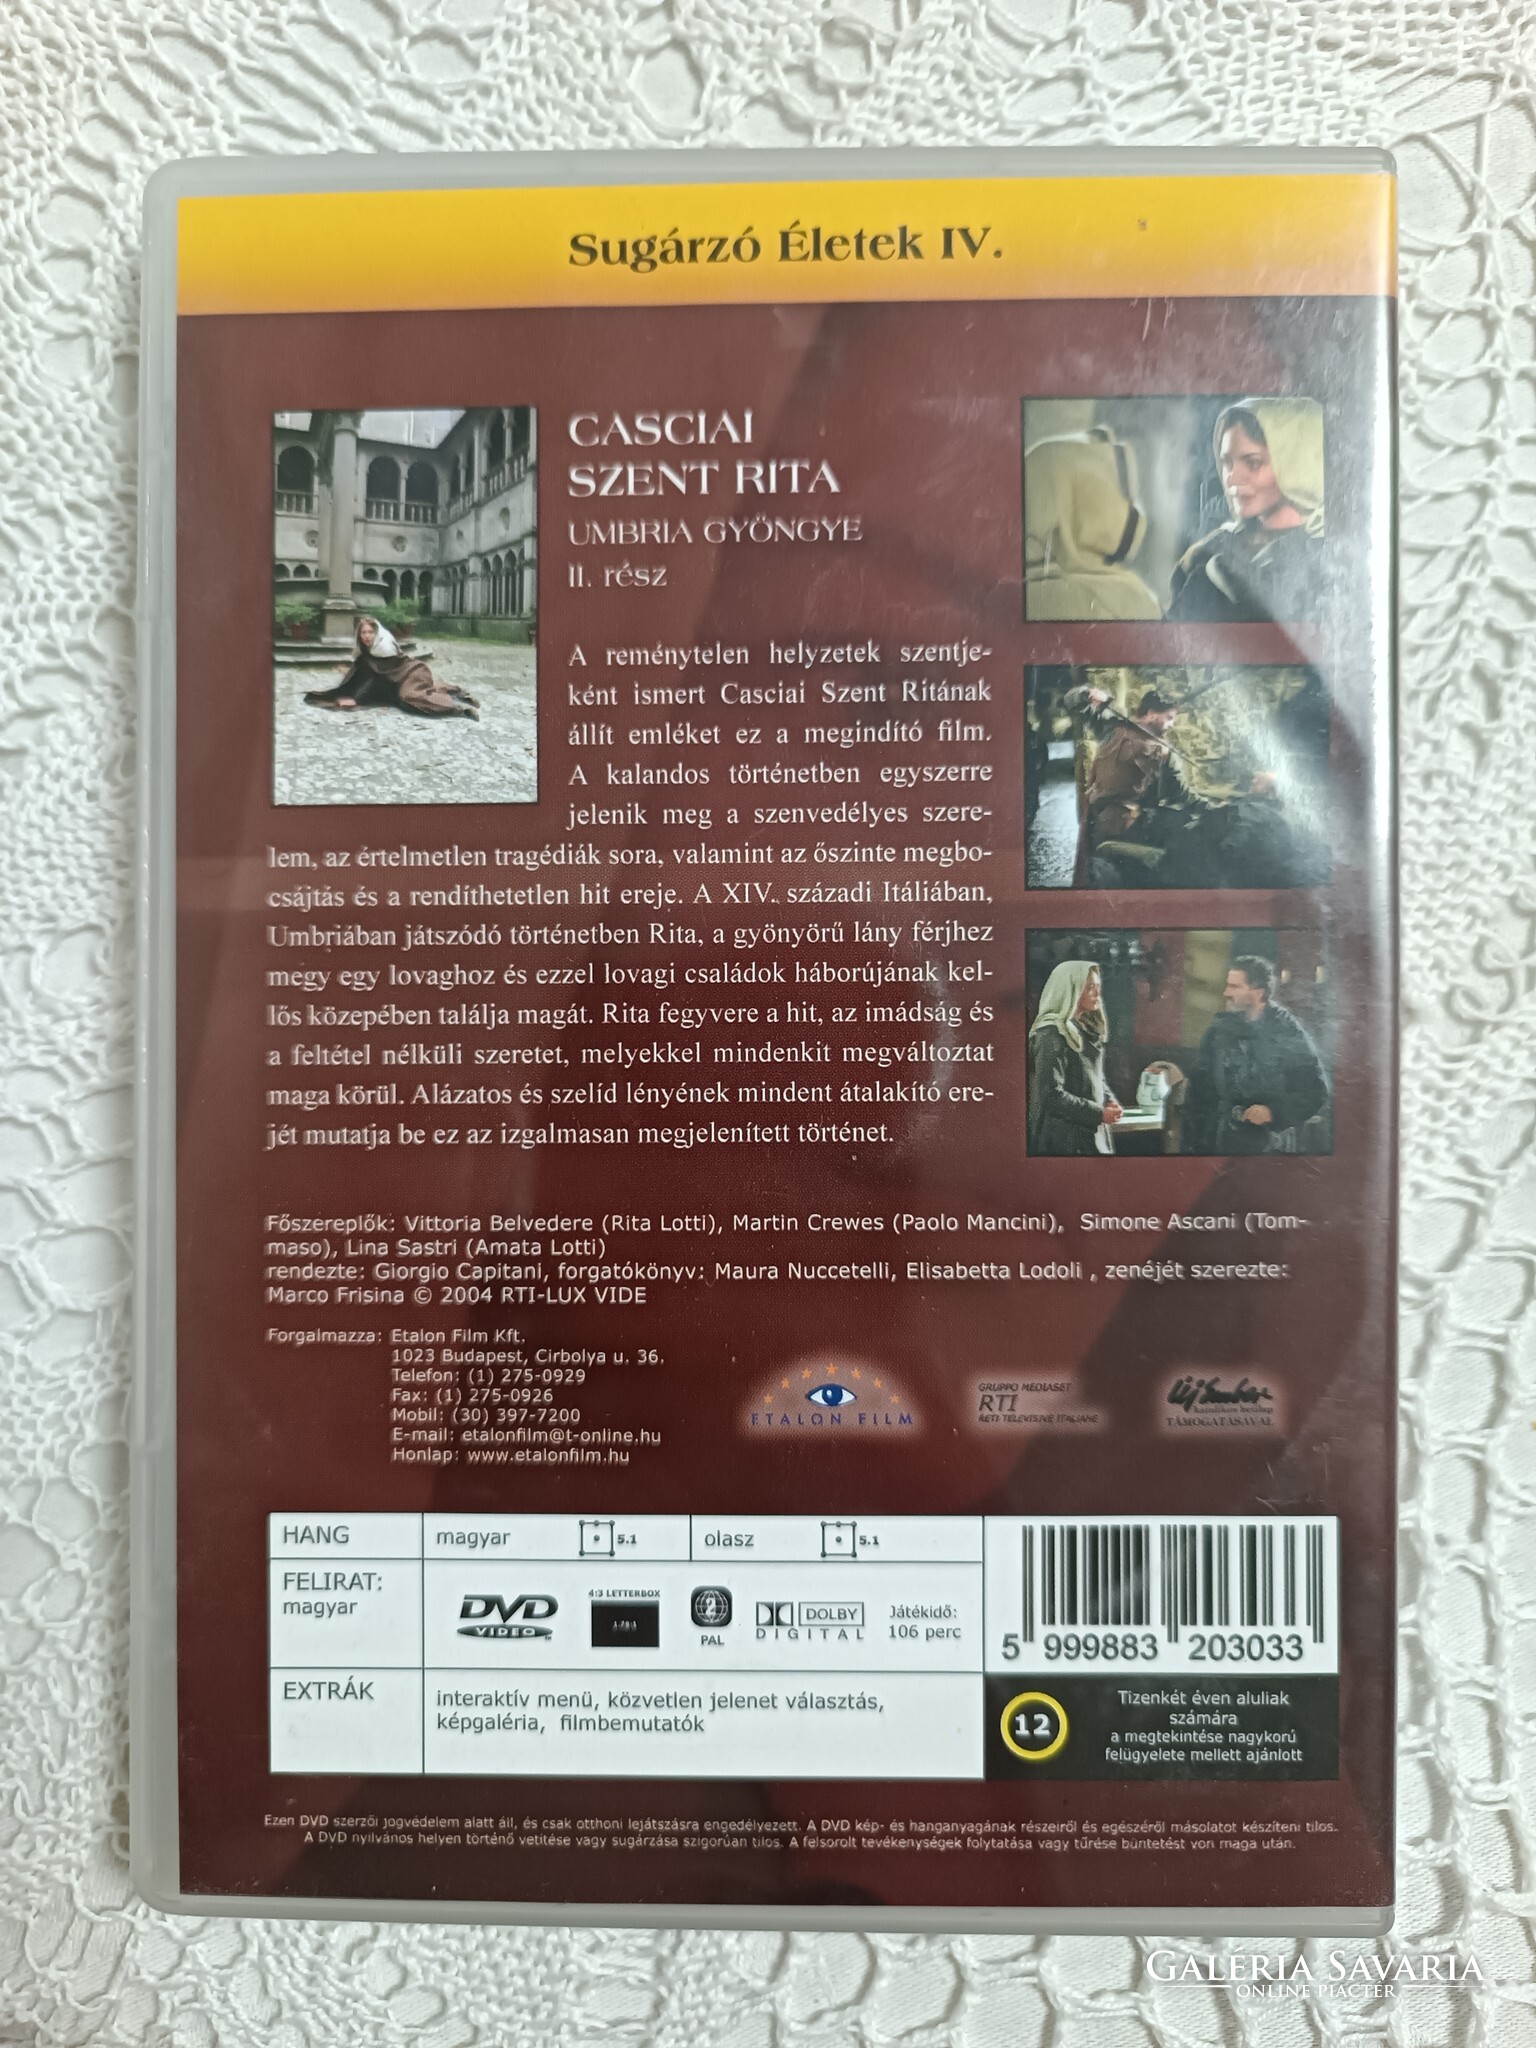 Sugárzó Életek IV.
CASCIAI
SZENT RITA
UMBRIA GYÖNGYE
II. rész
A reménytelen helyzetek szentje-
ként ismert Casciai Szent Ritának
állít emléket ez a megindító film.
A kalandos történetben egyszerre
jelenik meg a szenvedélyes szere-
lem, az értelmetlen tragédiák sora, valamint az őszinte megbo-
csájtás és a rendíthetetlen hit ereje. A XIV. századi Itáliában,
Umbriában játszódó történetben Rita, a gyönyörű lány férjhez
megy egy lovaghoz és ezzel lovagi családok háborújának kel-
lős közepében találja magát. Rita fegyvere a hit, az imádság és
a feltétel nélküli szeretet, melyekkel mindenkit megváltoztat
maga körül. Alázatos és szelíd lényének mindent átalakító ere-
jét mutatja be ez az izgalmasan megjelenített történet.
Főszereplők: Vittoria Belvedere (Rita Lotti), Martin Crewes (Paolo Mancini), Simone Ascani (Tom-
maso), Lina Sastri (Amata Lotti)
rendezte: Giorgio Capitani, forgatókönyv: Maura Nuccetelli, Elisabetta Lodoli , zenéjét szerezte:
Marco Frisina © 2004 RTI-LUX VIDE
Forgalmazza: Etalon Film Kft.
1023 Budapest, Cirbolya u. 36.
Telefon: (1) 275-0929
Fax: (1) 275-0926
Mobil: (30) 397-7200
E-mail: etalonfilm@t-online.hu
Honlap: www.etalonfilm.hu
ETALON FILM
GRUPPO MEDIASET
RTI
RETI TELEVISIVE ITALIANE
Új Ember
katolikus hetilap
TÁMOGATÁSÁVAL
HANG
magyar 5.1
olasz 5.1
FELIRAT:
magyar
DVD
VIDEO
4:3 LETTERBOX
1.78:1
2
PAL
DOLBY
DIGITAL
Játékidő:
106 perc
5 999883 203033
EXTRÁK
interaktív menü, közvetlen jelenet választás,
képgaléria, filmbemutatók
12
Tizenkét éven aluliak
számára
a megtekintése nagykorú
felügyelete mellett ajánlott
Ezen DVD szerzői jogvédelem alatt áll, és csak otthoni lejátszásra engedélyezett. A DVD kép- és hanganyagának részeiről és egészéről másolatot készíteni tilos.
A DVD nyilvános helyen történő vetítése vagy sugárzása szigorúan tilos. A felsorolt tevékenységek folytatása vagy tűrése büntetést von maga után.
GALÉRIA SAVARIA
ONLINE PIACTÉR